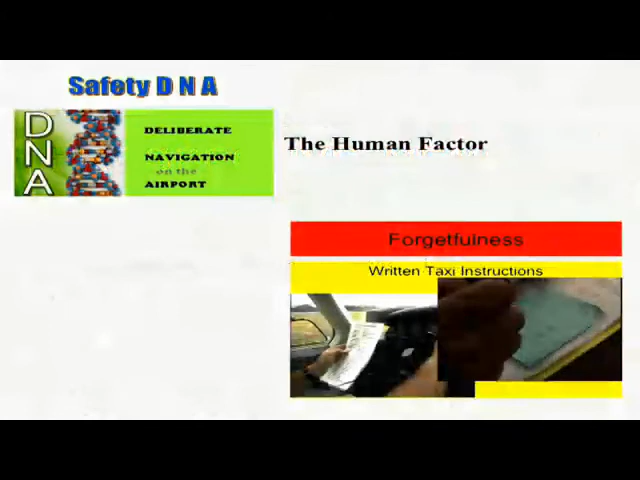 Safety D N A
DNA
DELIBERATE
NAVIGATION
on the
AIRPORT
The Human Factor
Forgetfulness
Written Taxi Instructions